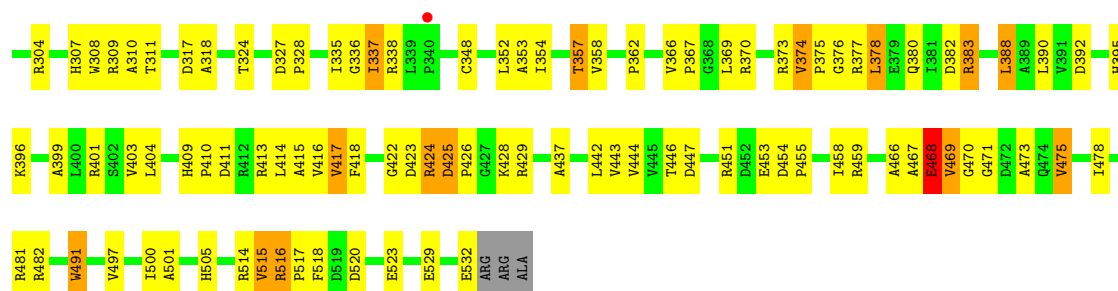 R304 H307 W308 R309 A310 T311 D317 A318 T324 D327 P328 I335 G336 I337 R338 L339 P340 C348 L352 A353 I354 T357 V358 P362 V366 P367 G368 L369 R370 R373 V374 P375 G376 R377 L378 E379 Q380 I381 D382 R383 L388 A389 L390 V391 D392 H395
K396 A399 L400 R401 S402 V403 L404 H409 P410 D411 R412 R413 L414 A415 V416 V417 F418 G422 D423 R424 D425 P426 G427 K428 R429 A437 L442 V443 V444 V445 T446 D447 R451 D452 E453 D454 P455 I458 R459 A466 A467 E468 V469 G470 G471 D472 A473 Q474 V475 I478
R481 R482 W491 V497 I500 A501 H505 R514 V515 R516 P517 F518 D519 D520 E523 E529 E532 ARG ARG ALA